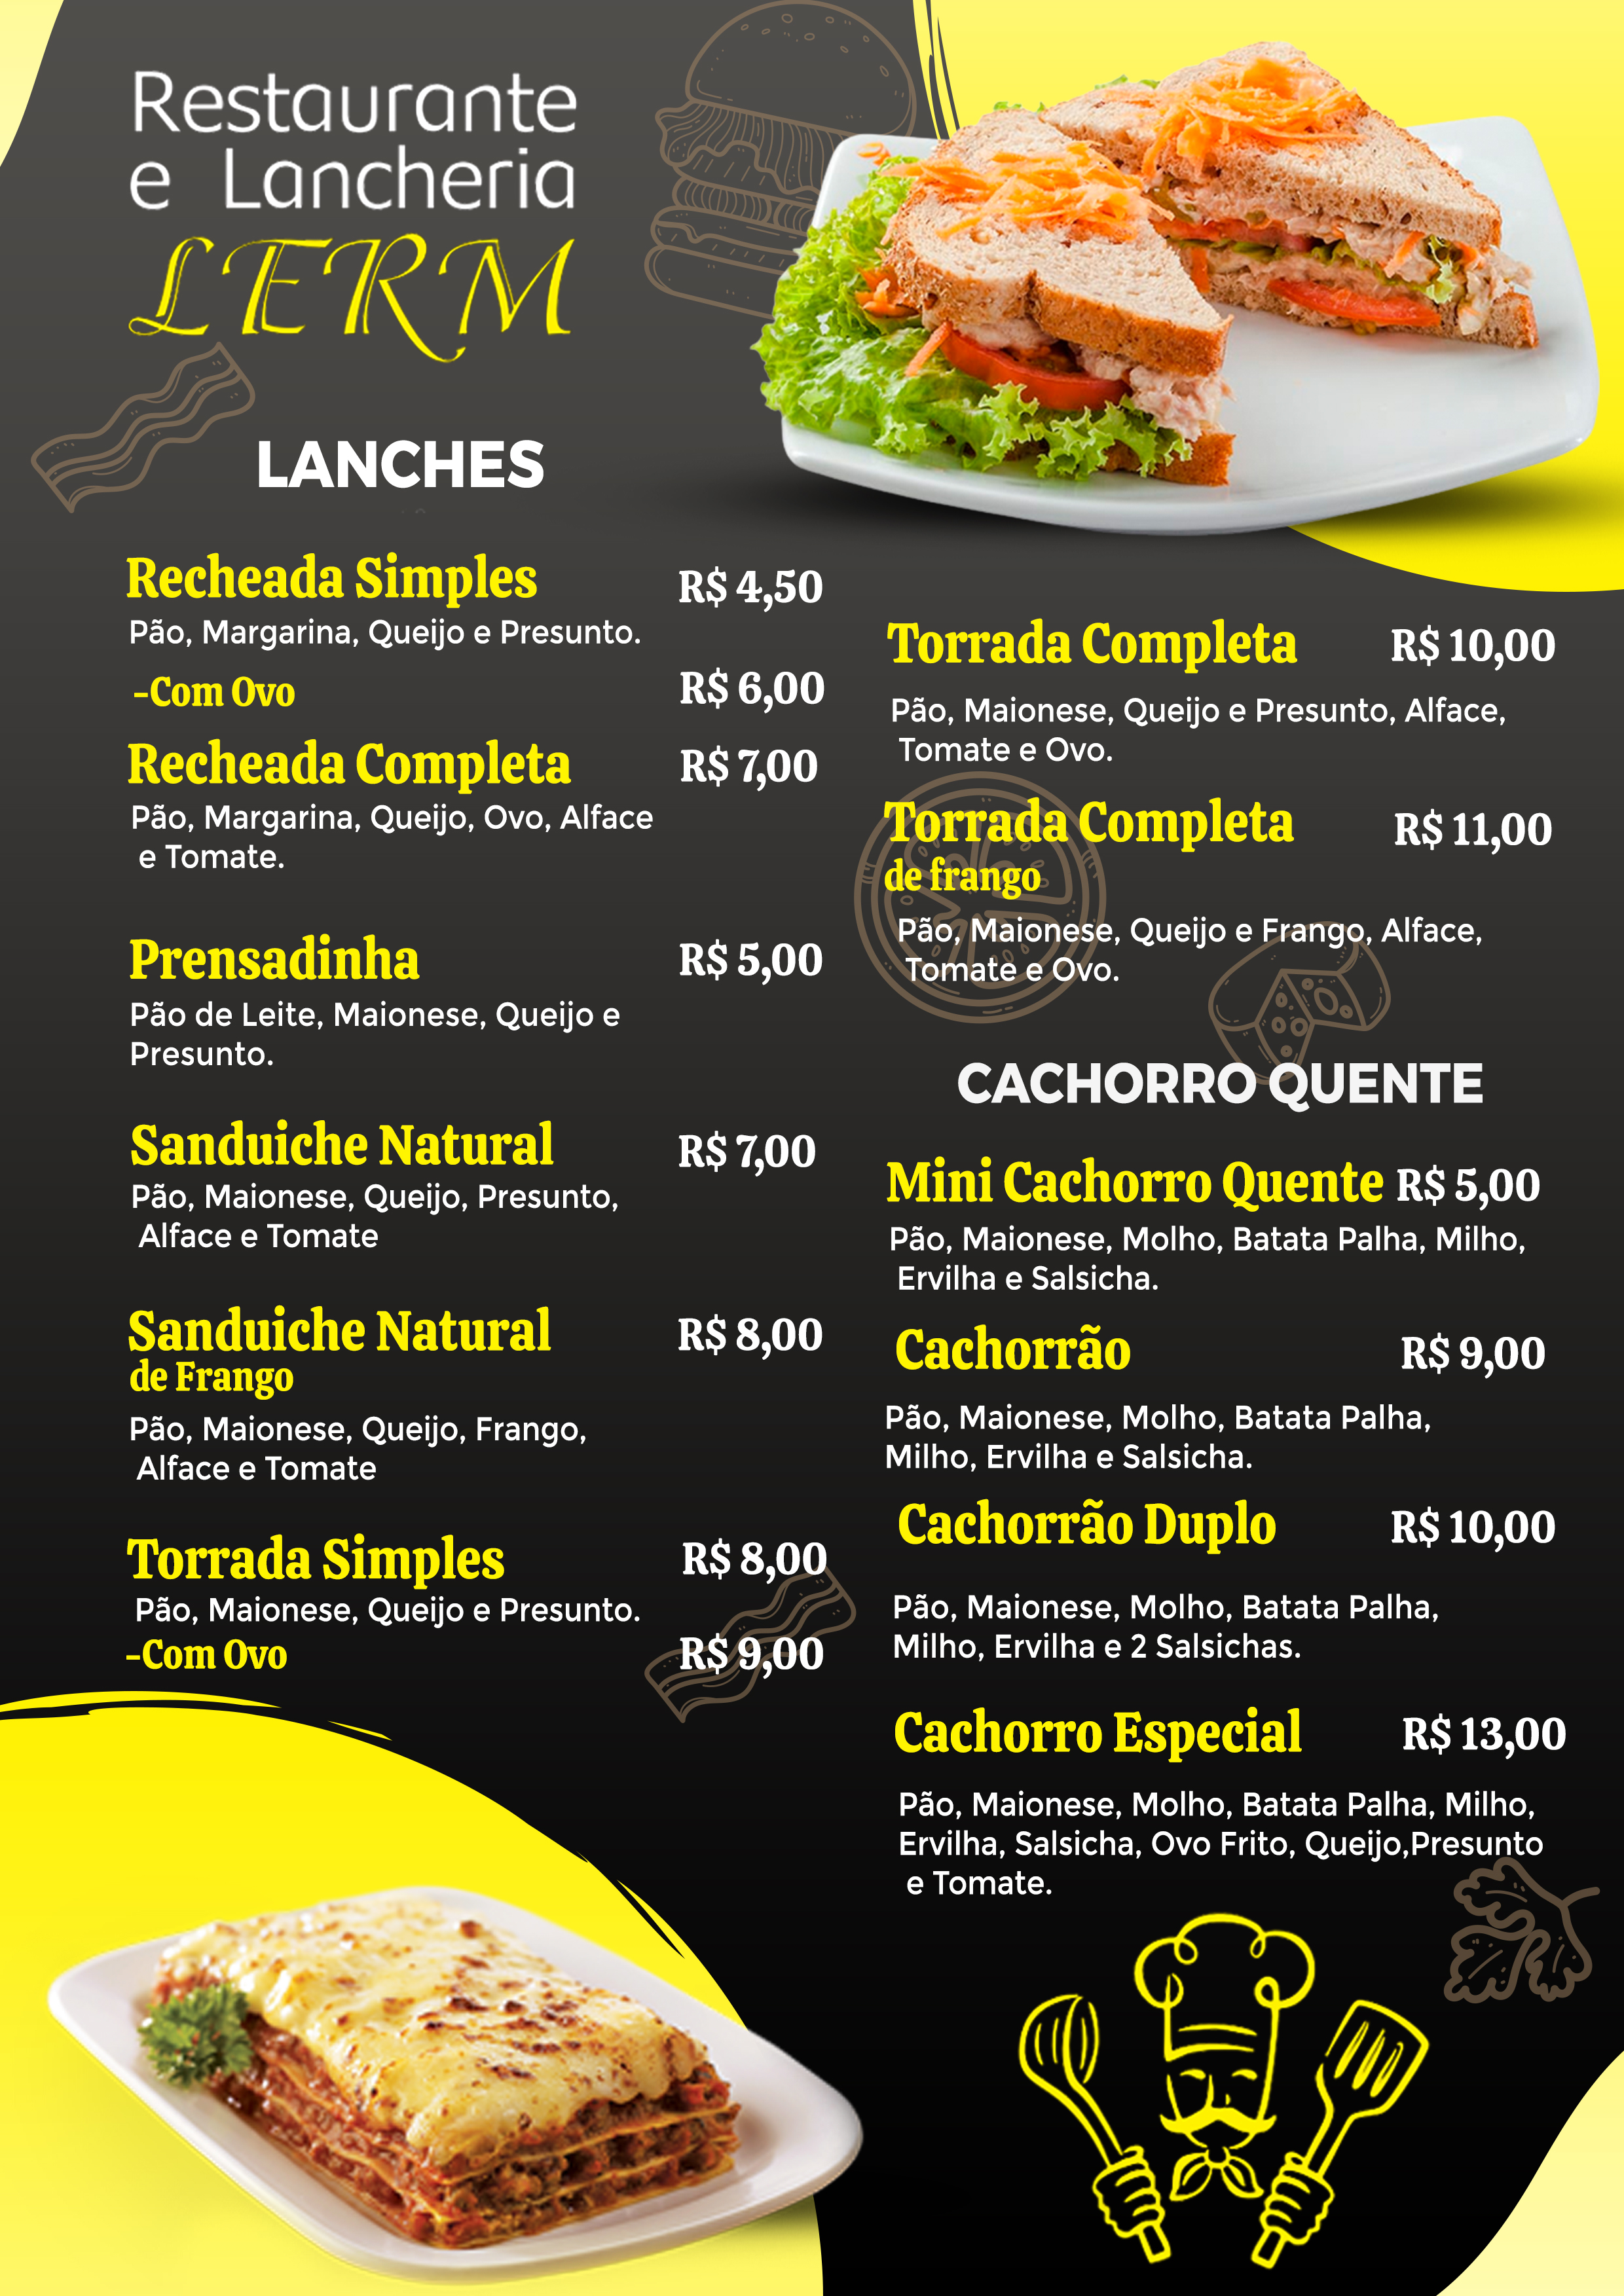 Restaurante
e Lancheria
LERM
LANCHES
Recheada Simples R$ 4,50
Pão, Margarina, Queijo e Presunto.
-Com Ovo R$ 6,00
Recheada Completa R$ 7,00
Pão, Margarina, Queijo, Ovo, Alface
e Tomate.
Prensadinha R$ 5,00
Pão de Leite, Maionese, Queijo e
Presunto.
Sanduiche Natural R$ 7,00
Pão, Maionese, Queijo, Presunto,
Alface e Tomate
Sanduiche Natural R$ 8,00
de Frango
Pão, Maionese, Queijo, Frango,
Alface e Tomate
Torrada Simples R$ 8,00
Pão, Maionese, Queijo e Presunto.
-Com Ovo R$ 9,00
Torrada Completa R$ 10,00
Pão, Maionese, Queijo e Presunto, Alface,
Tomate e Ovo.
Torrada Completa R$ 11,00
de frango
Pão, Maionese, Queijo e Frango, Alface,
Tomate e Ovo.
CACHORRO QUENTE
Mini Cachorro Quente R$ 5,00
Pão, Maionese, Molho, Batata Palha, Milho,
Ervilha e Salsicha.
Cachorrão R$ 9,00
Pão, Maionese, Molho, Batata Palha,
Milho, Ervilha e Salsicha.
Cachorrão Duplo R$ 10,00
Pão, Maionese, Molho, Batata Palha,
Milho, Ervilha e 2 Salsichas.
Cachorro Especial R$ 13,00
Pão, Maionese, Molho, Batata Palha, Milho,
Ervilha, Salsicha, Ovo Frito, Queijo,Presunto
e Tomate.